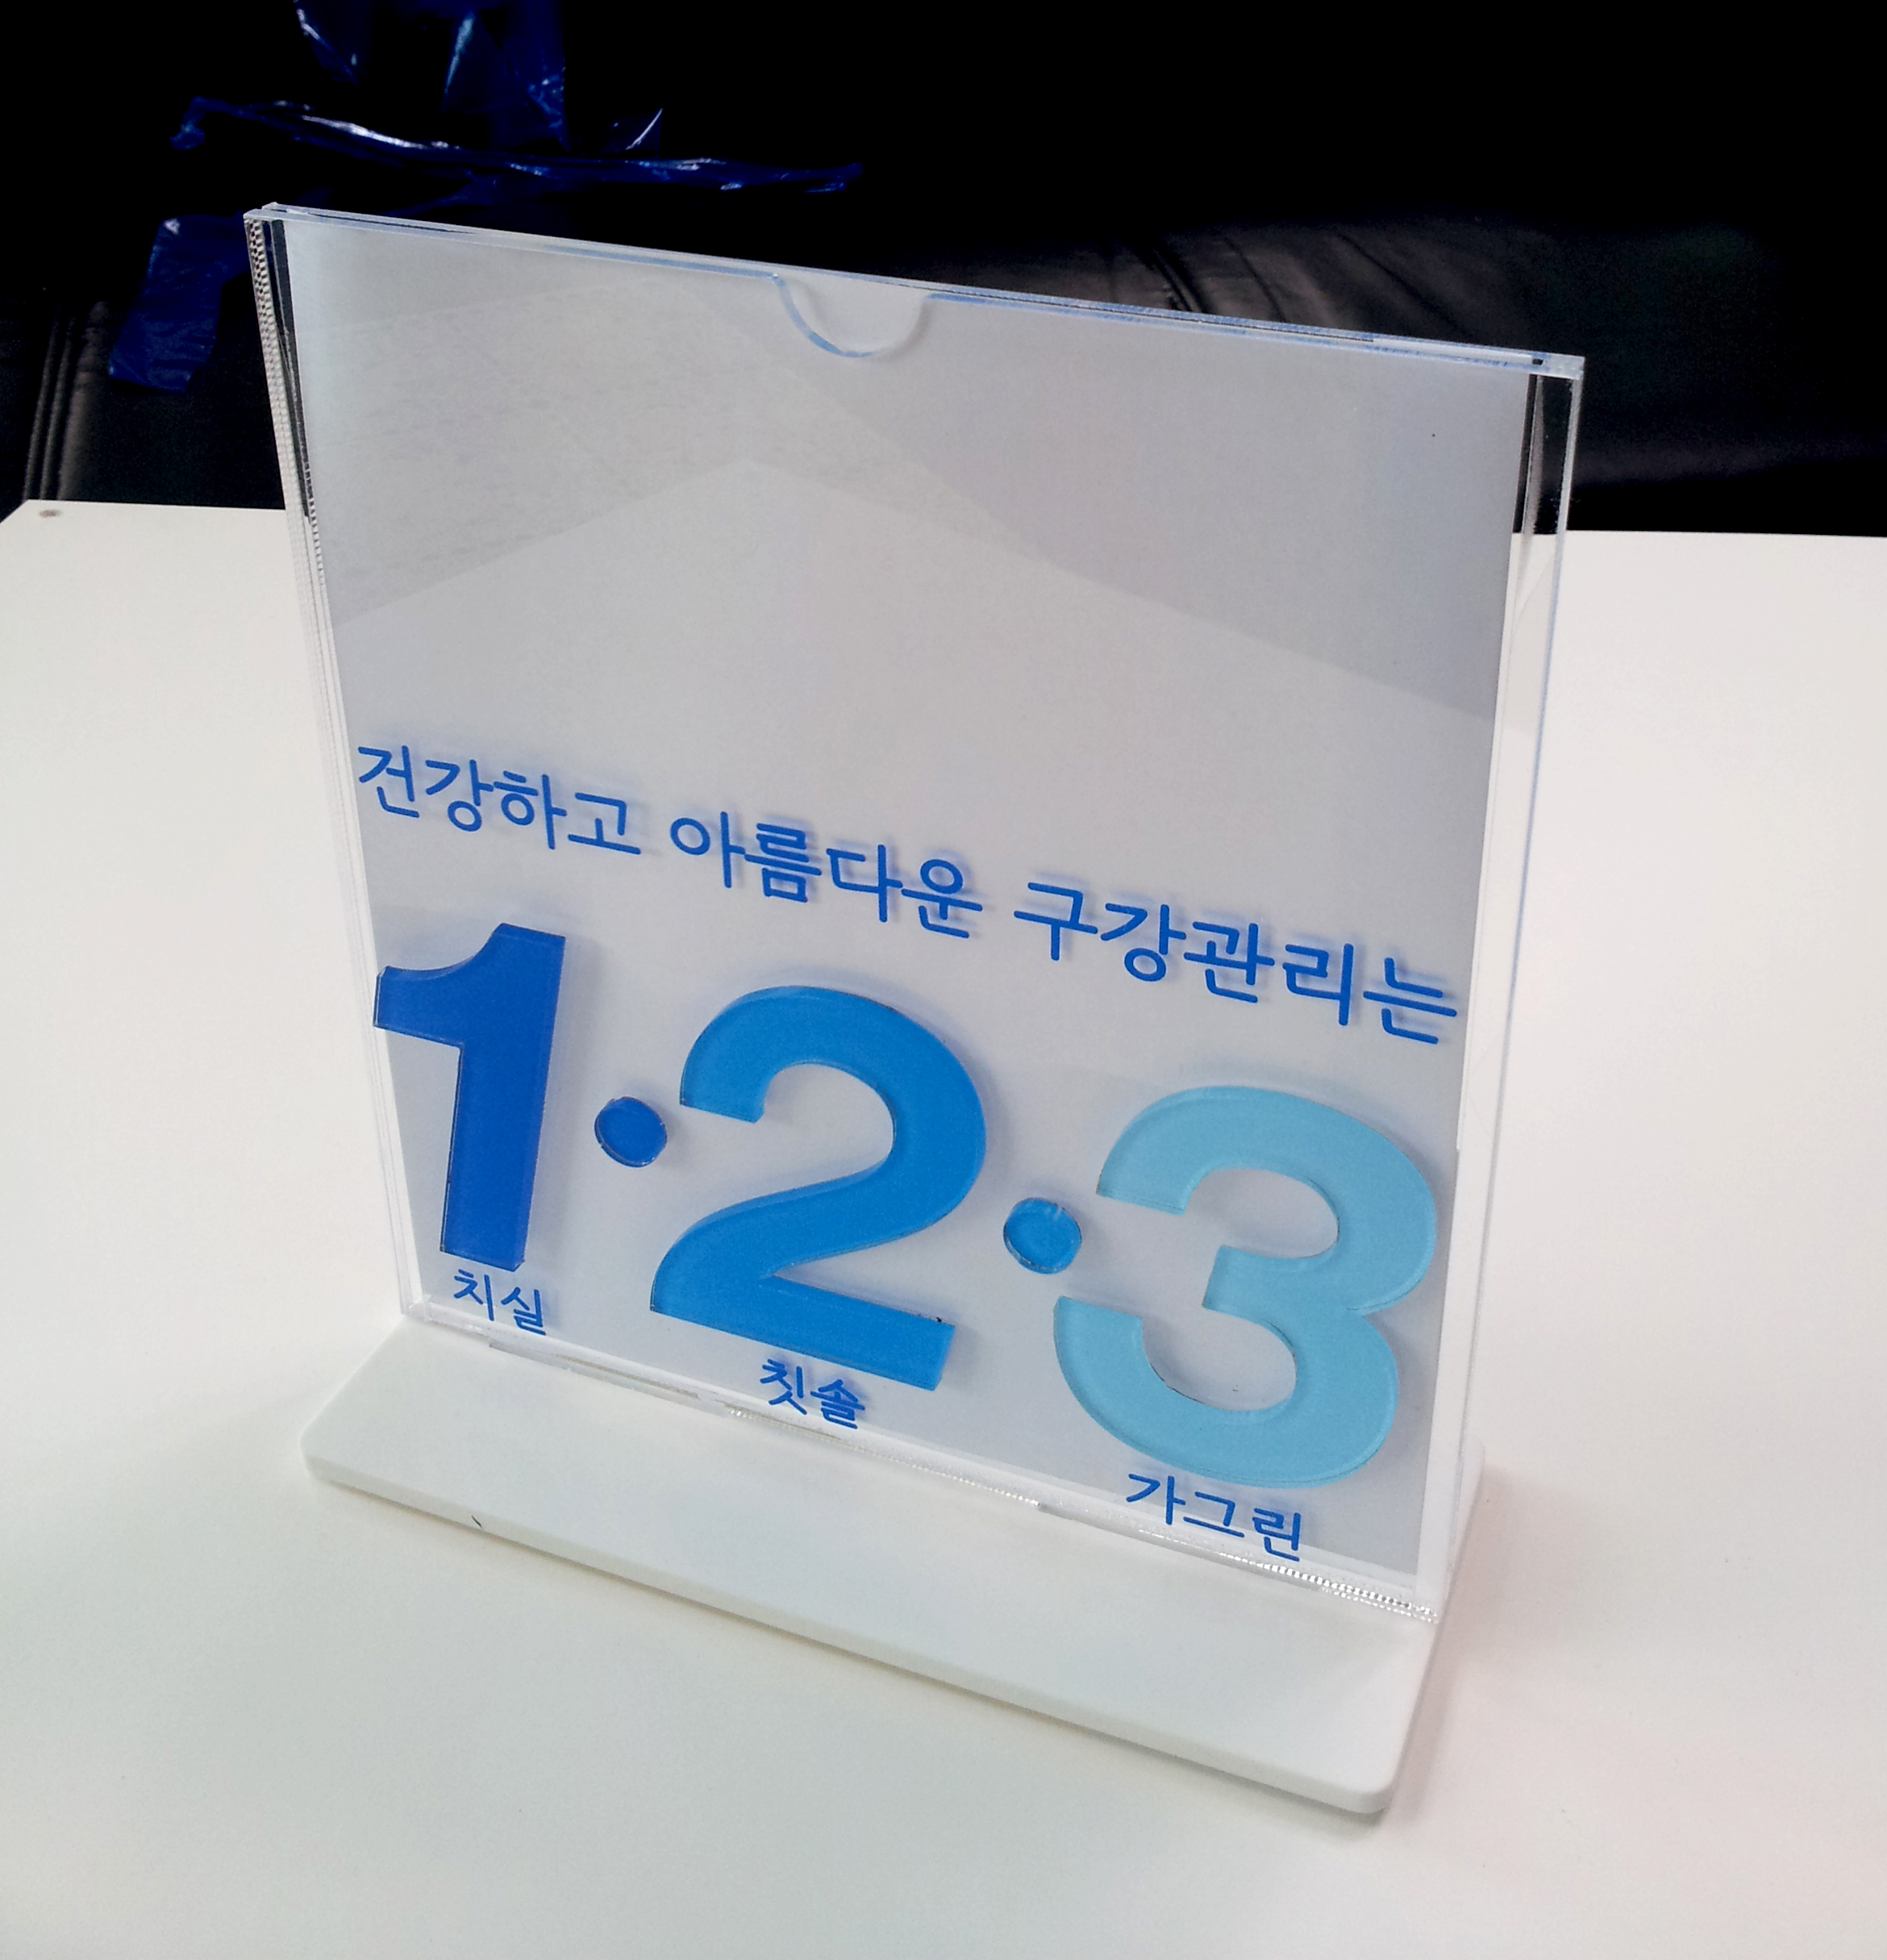 건강하고 아름다운 구강관리는
1·2·3
치실 칫솔 가그린